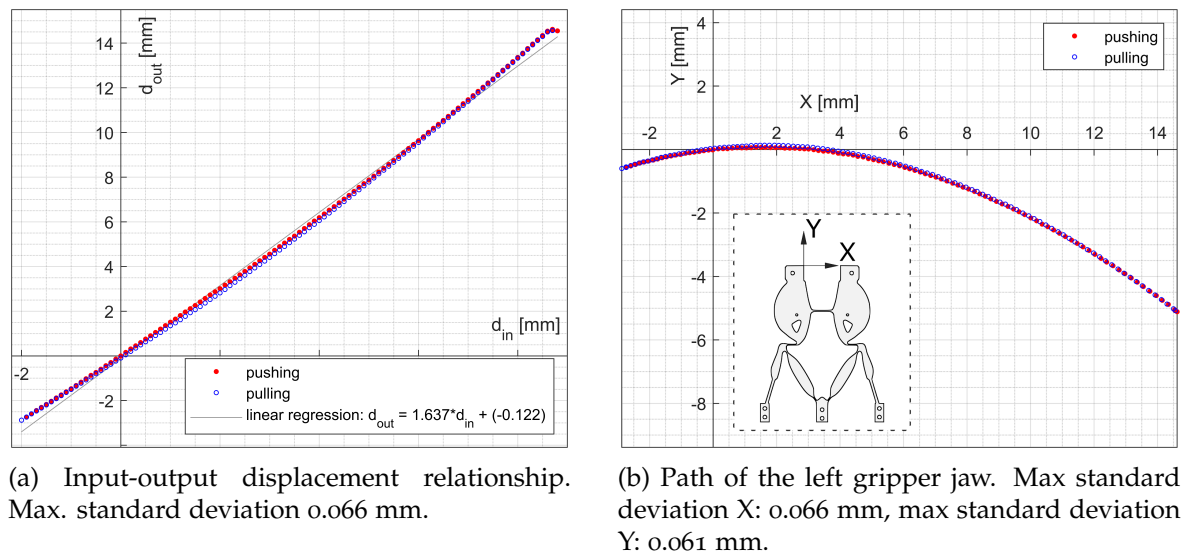 14
12
10
8
6
4
2
-2
-2
d_out [mm]
d_in [mm]
pushing
pulling
linear regression: d_out = 1.637*d_in + (-0.122)
4
2
-2
-4
-6
-8
Y [mm]
X [mm]
-2 0 2 4 6 8 10 12 14
pushing
pulling
Y
X
(a) Input-output displacement relationship.
Max. standard deviation 0.066 mm.
(b) Path of the left gripper jaw. Max standard
deviation X: 0.066 mm, max standard deviation
Y: 0.061 mm.